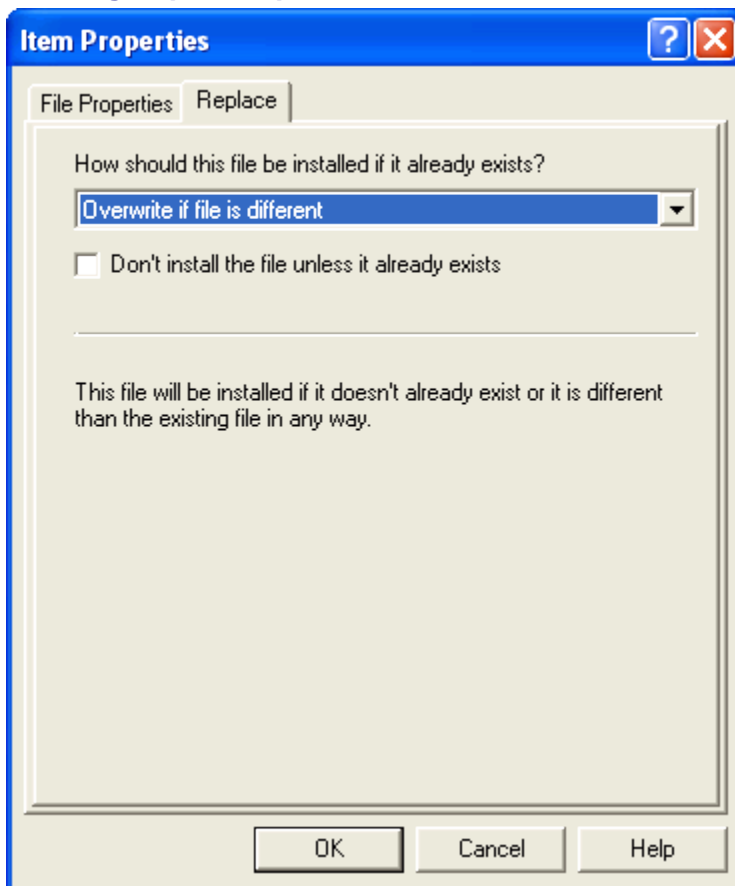 Item Properties
File Properties Replace
How should this file be installed if it already exists?
Overwrite if file is different
Don't install the file unless it already exists
This file will be installed if it doesn't already exist or it is different
than the existing file in any way.
OK Cancel Help